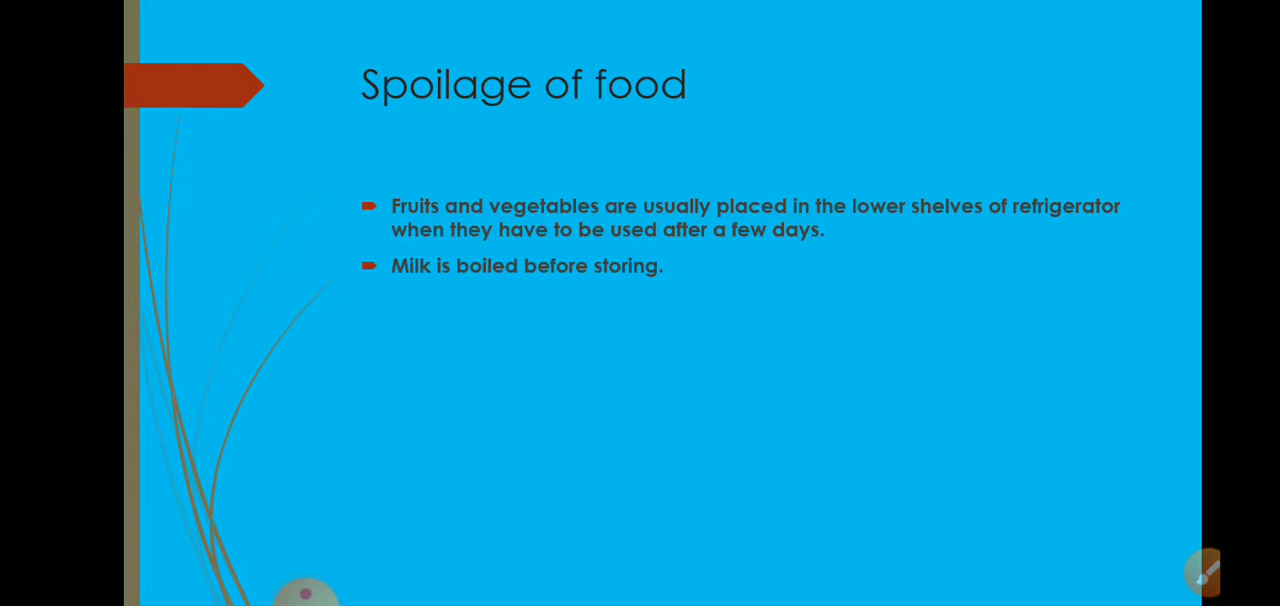 Spoilage of food
Fruits and vegetables are usually placed in the lower shelves of refrigerator
when they have to be used after a few days.
Milk is boiled before storing.